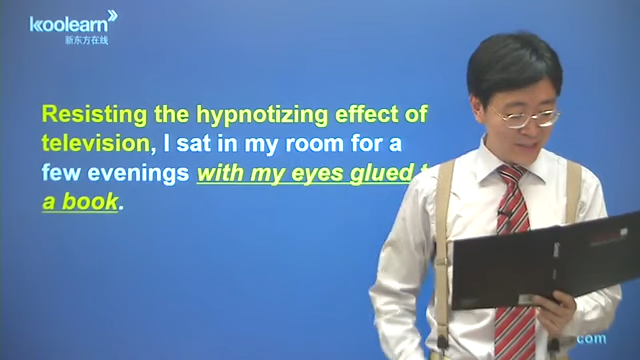 koolearn
新东方在线
Resisting the hypnotizing effect of
television, I sat in my room for a
few evenings with my eyes glued
a book.
com